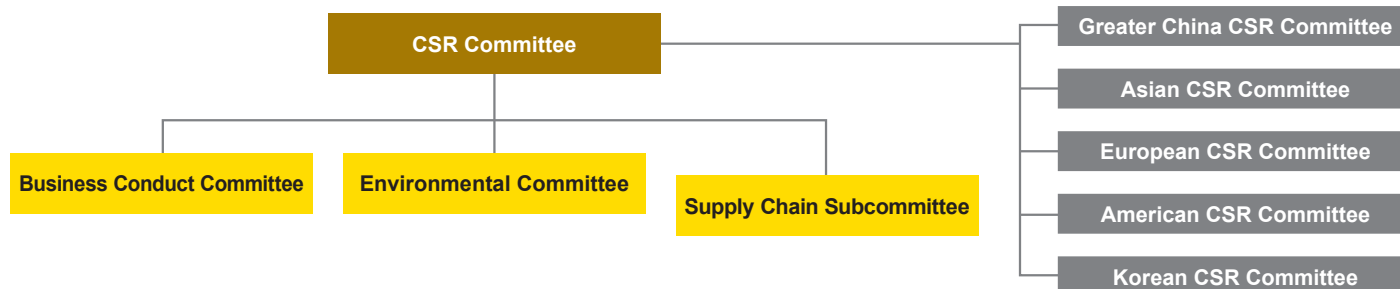 CSR Committee
Business Conduct Committee
Environmental Committee
Supply Chain Subcommittee
Greater China CSR Committee
Asian CSR Committee
European CSR Committee
American CSR Committee
Korean CSR Committee